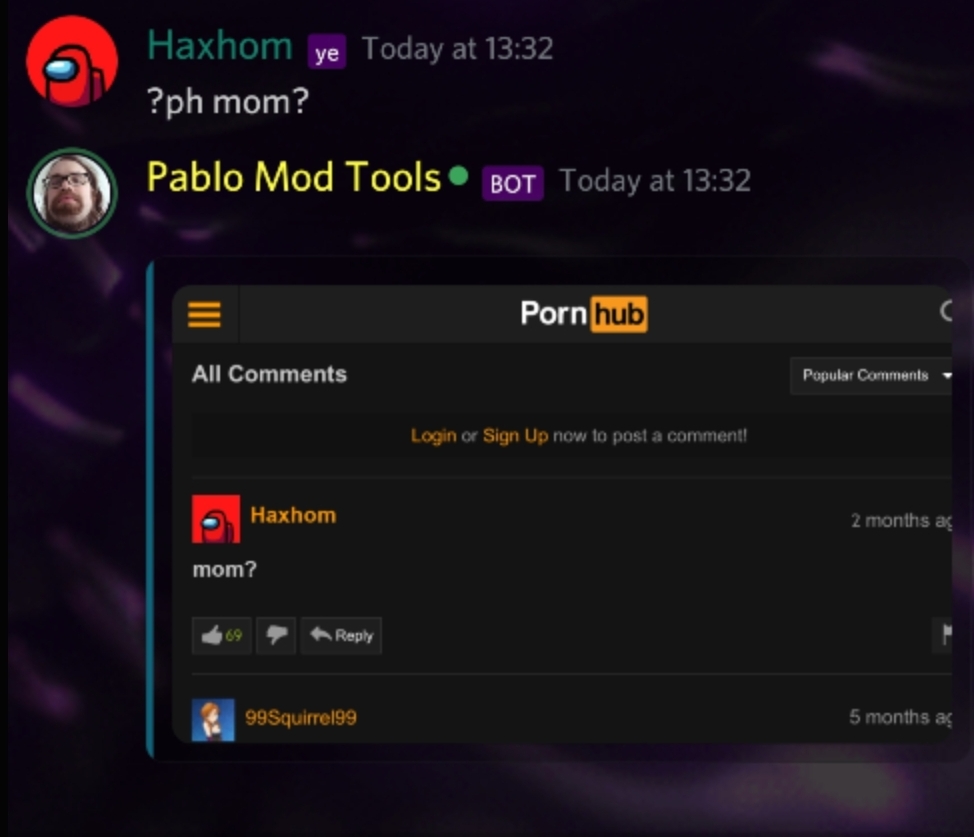 Haxhom ye Today at 13:32
?ph mom?
Pablo Mod Tools BOT Today at 13:32
Porn hub
All Comments
Popular Comments
Login or Sign Up now to post a comment!
Haxhom
2 months ag
mom?
69 Reply
99Squirrel99
5 months ag